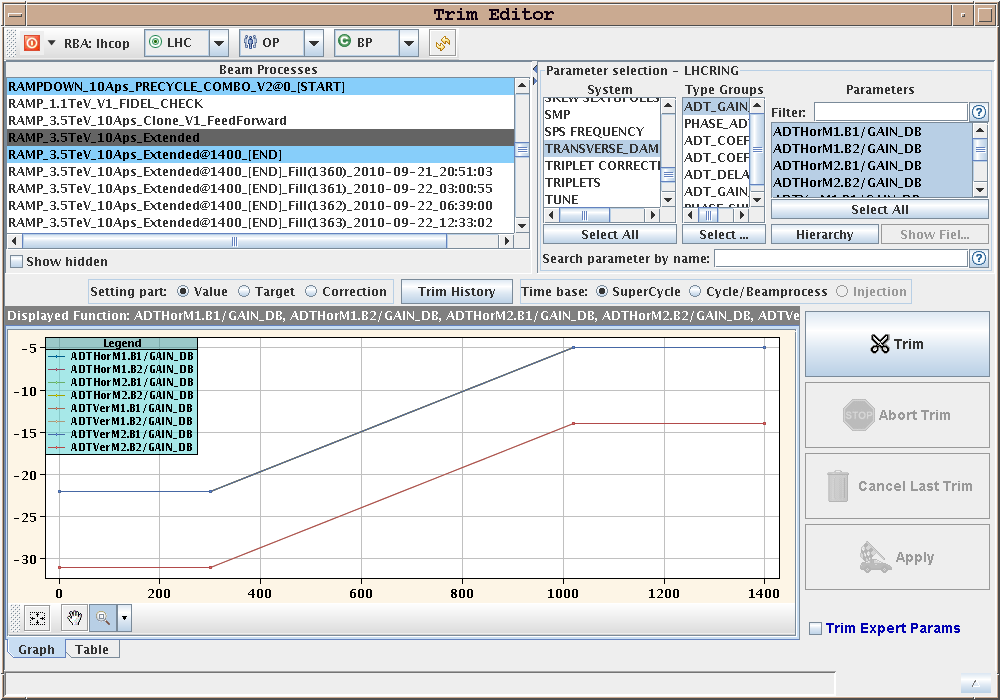 Trim Editor
RBA: lhcop
LHC
OP
BP
Beam Processes
RAMPDOWN_10Aps_PRECYCLE_COMBO_V2@0_[START]
RAMP_1.1TeV_V1_FIDEL_CHECK
RAMP_3.5TeV_10Aps_Clone_V1_FeedForward
RAMP_3.5TeV_10Aps_Extended
RAMP_3.5TeV_10Aps_Extended@1400_[END]
RAMP_3.5TeV_10Aps_Extended@1400_[END]_Fill(1360)_2010-09-21_20:51:03
RAMP_3.5TeV_10Aps_Extended@1400_[END]_Fill(1361)_2010-09-22_03:00:55
RAMP_3.5TeV_10Aps_Extended@1400_[END]_Fill(1362)_2010-09-22_06:39:00
RAMP_3.5TeV_10Aps_Extended@1400_[END]_Fill(1363)_2010-09-22_12:33:02
Show hidden
Parameter selection - LHCRING
System
SKEW SEXTUPOLES
SMP
SPS FREQUENCY
TRANSVERSE_DAM
TRIPLET CORRECTI
TRIPLETS
TUNE
Select All
Type Groups
ADT_GAIN
PHASE_AD
ADT_COEF
ADT_COEF
ADT_DELA
ADT_GAIN
Select ...
Parameters
Filter:
ADTHorM1.B1/GAIN_DB
ADTHorM1.B2/GAIN_DB
ADTHorM2.B1/GAIN_DB
ADTHorM2.B2/GAIN_DB
Select All
Hierarchy
Show Fiel...
Search parameter by name:
Setting part:
Value
Target
Correction
Trim History
Time base:
SuperCycle
Cycle/Beamprocess
Injection
Displayed Function: ADTHorM1.B1/GAIN_DB, ADTHorM1.B2/GAIN_DB, ADTHorM2.B1/GAIN_DB, ADTHorM2.B2/GAIN_DB, ADTVe
Legend
ADTHorM1.B1/GAIN_DB
ADTHorM1.B2/GAIN_DB
ADTHorM2.B1/GAIN_DB
ADTHorM2.B2/GAIN_DB
ADTVerM1.B1/GAIN_DB
ADTVerM1.B2/GAIN_DB
ADTVerM2.B1/GAIN_DB
ADTVerM2.B2/GAIN_DB
-5
-10
-15
-20
-25
-30
0 200 400 600 800 1000 1200 1400
Trim
STOP
Abort Trim
Cancel Last Trim
Apply
Trim Expert Params
Graph
Table